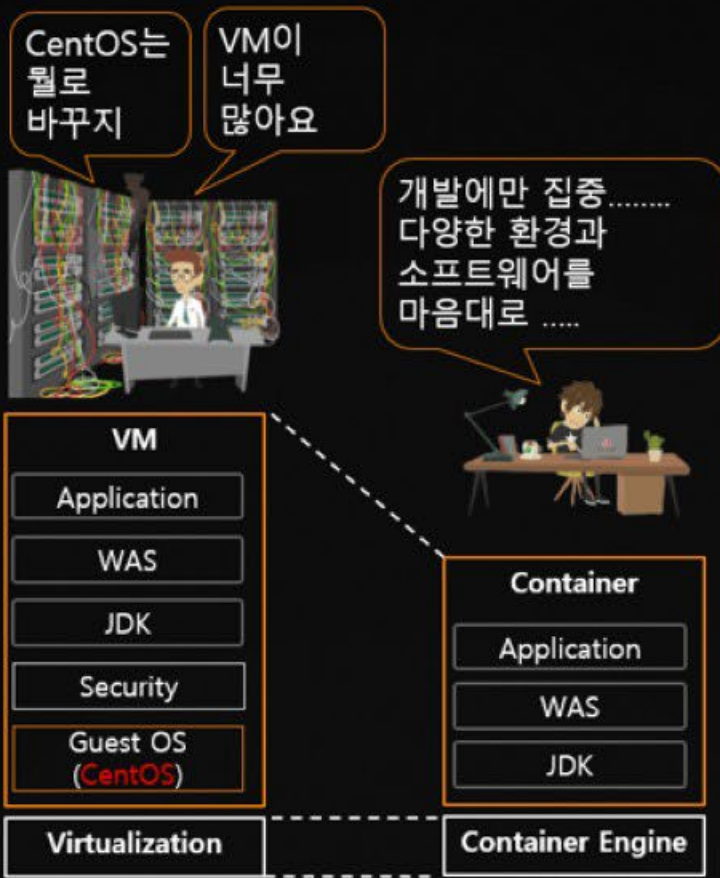 CentOS는
뭘로
바꾸지
VM이
너무
많아요
개발에만 집중........
다양한 환경과
소프트웨어를
마음대로 .....
VM
Application
WAS
JDK
Security
Guest OS
(CentOS)
Virtualization
Container
Application
WAS
JDK
Container Engine